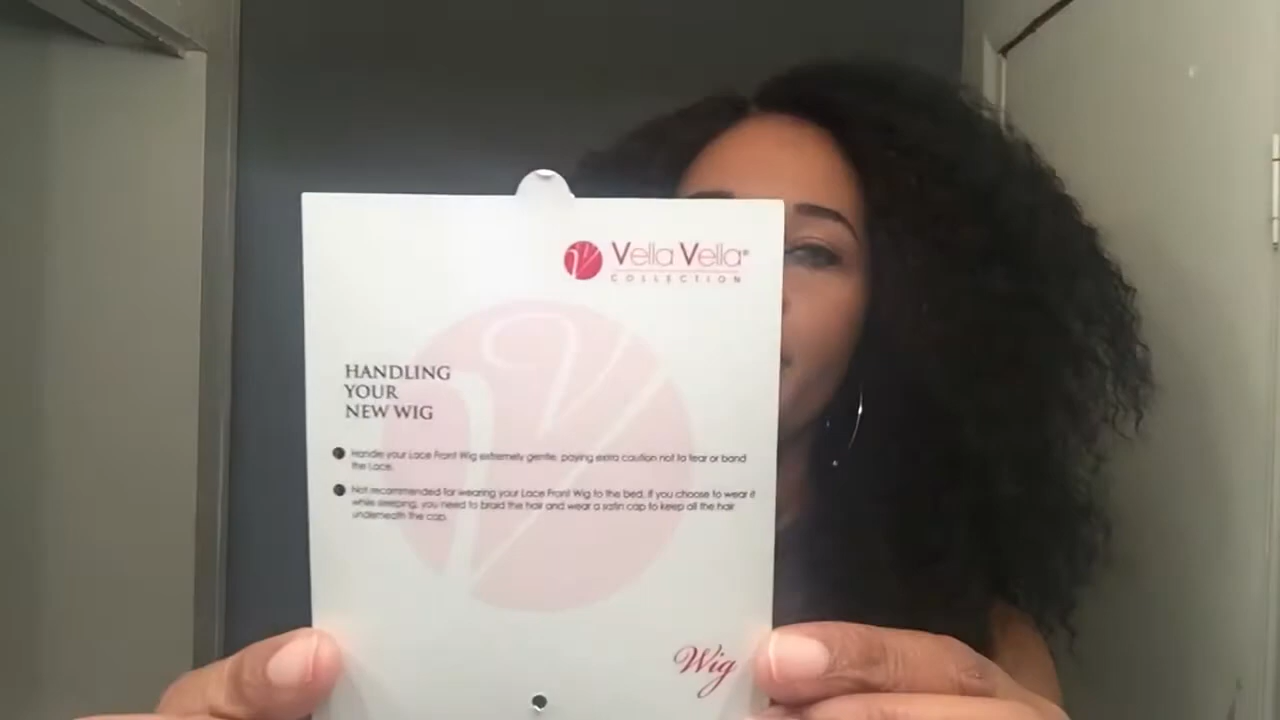 Vella Vella®
COLLECTION
HANDLING
YOUR
NEW WIG
Handle your Lace Front Wig extremely gentle, paying extra caution not to tear or band
the Lace.
Not recommended for wearing your Lace Front Wig to the bed. If you choose to wear it
while sleeping, you need to braid the hair and wear a satin cap to keep all the hair
underneath the cap.
Wig